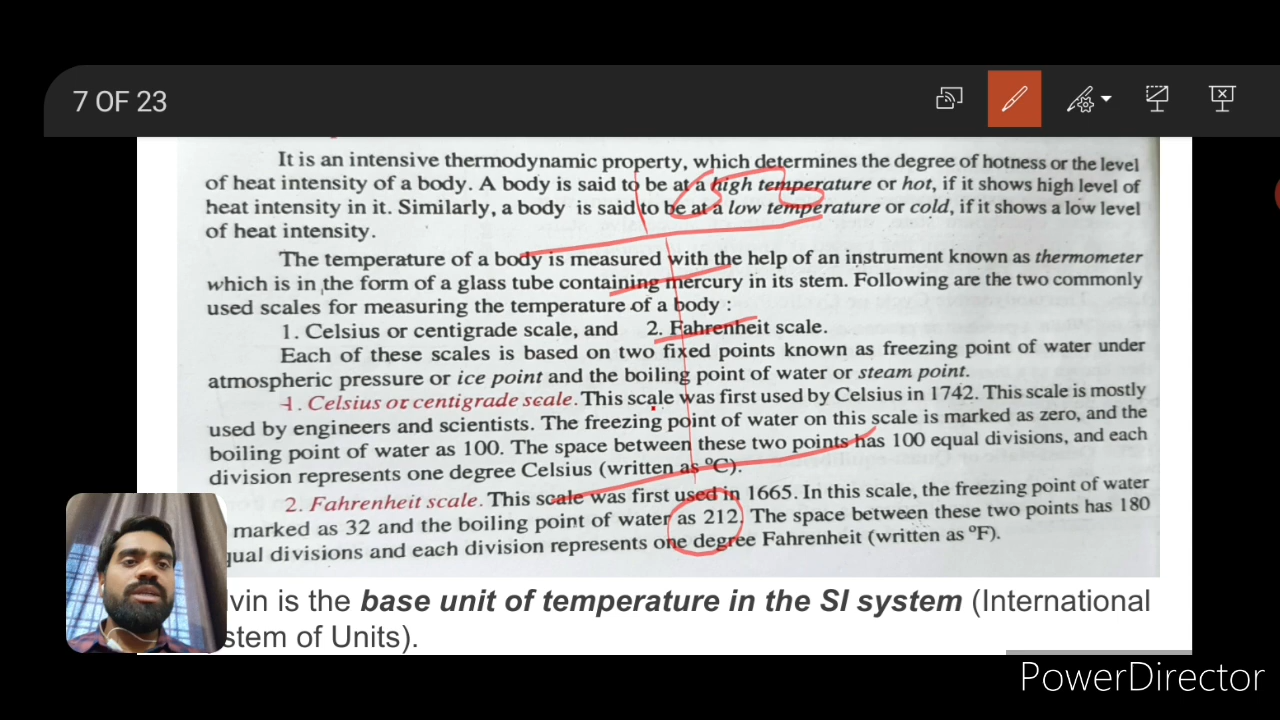 7 OF 23
It is an intensive thermodynamic property, which determines the degree of hotness or the level
of heat intensity of a body. A body is said to be at a high temperature or hot, if it shows high level of
heat intensity in it. Similarly, a body is said to be at a low temperature or cold, if it shows a low level
of heat intensity.
The temperature of a body is measured with the help of an instrument known as thermometer
which is in the form of a glass tube containing mercury in its stem. Following are the two commonly
used scales for measuring the temperature of a body :
1. Celsius or centigrade scale, and 2. Fahrenheit scale.
Each of these scales is based on two fixed points known as freezing point of water under
atmospheric pressure or ice point and the boiling point of water or steam point.
1. Celsius or centigrade scale. This scale was first used by Celsius in 1742. This scale is mostly
used by engineers and scientists. The freezing point of water on this scale is marked as zero, and the
boiling point of water as 100. The space between these two points has 100 equal divisions, and each
division represents one degree Celsius (written as °C).
2. Fahrenheit scale. This scale was first used in 1665. In this scale, the freezing point of water
marked as 32 and the boiling point of water as 212. The space between these two points has 180
qual divisions and each division represents one degree Fahrenheit (written as °F).
lvin is the base unit of temperature in the SI system (International
stem of Units).
PowerDirector